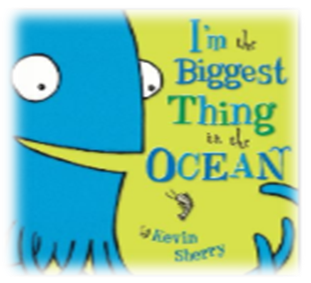 I'm the
Biggest
Thing
in the
OCEAN
by Kevin
Sherry